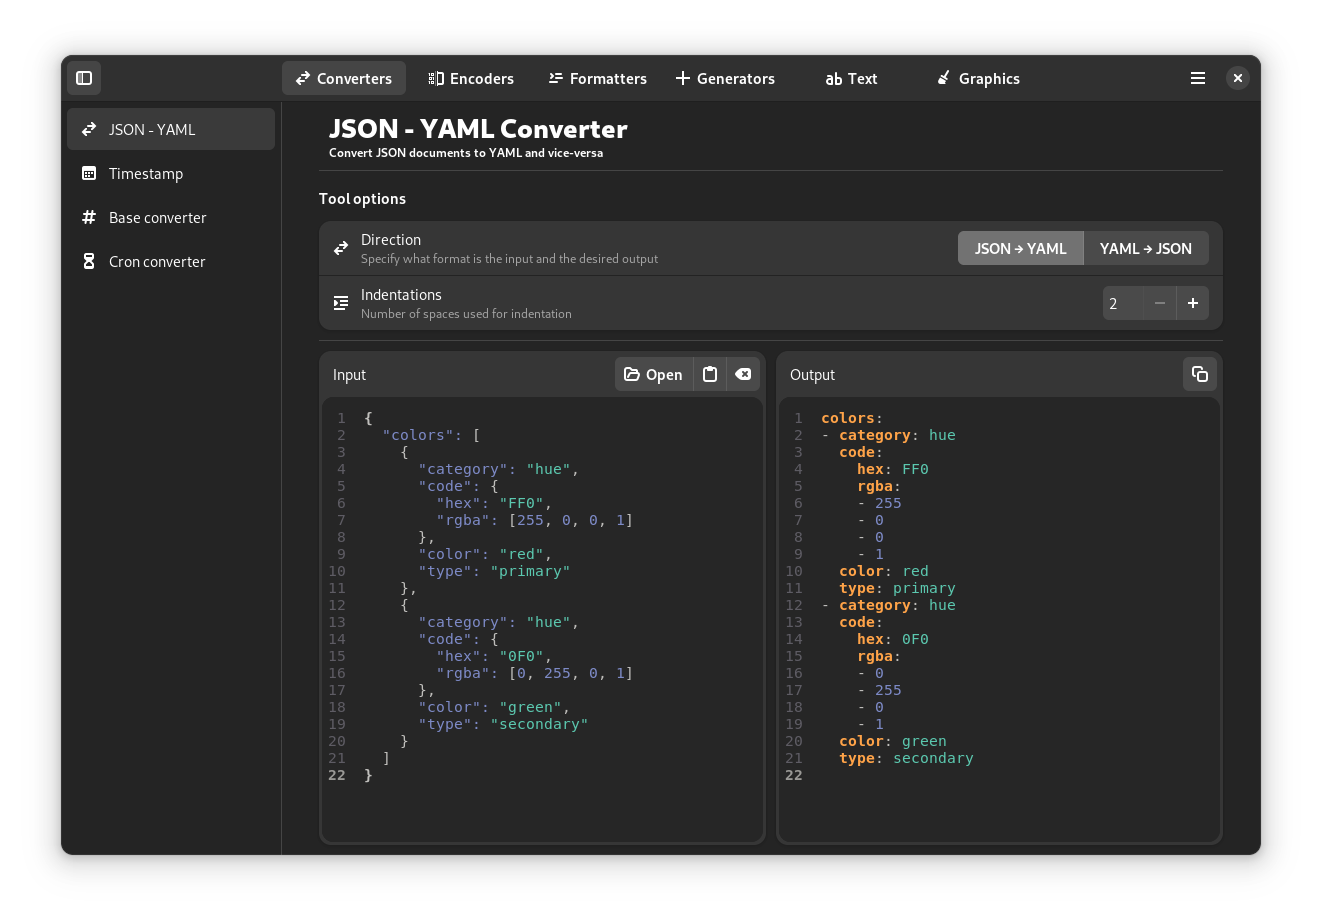 Converters Encoders Formatters Generators ab Text Graphics
JSON - YAML
Timestamp
Base converter
Cron converter
JSON - YAML Converter
Convert JSON documents to YAML and vice-versa
Tool options
Direction
Specify what format is the input and the desired output
JSON → YAML YAML → JSON
Indentations
Number of spaces used for indentation
2 − +
Input
Open
1 {
2   "colors": [
3     {
4       "category": "hue",
5       "code": {
6         "hex": "FF0",
7         "rgba": [255, 0, 0, 1]
8       },
9       "color": "red",
10       "type": "primary"
11     },
12     {
13       "category": "hue",
14       "code": {
15         "hex": "0F0",
16         "rgba": [0, 255, 0, 1]
17       },
18       "color": "green",
19       "type": "secondary"
20     }
21   ]
22 }
Output
1 colors:
2 - category: hue
3   code:
4     hex: FF0
5     rgba:
6     - 255
7     - 0
8     - 0
9     - 1
10   color: red
11   type: primary
12 - category: hue
13   code:
14     hex: 0F0
15     rgba:
16     - 0
17     - 255
18     - 0
19     - 1
20   color: green
21   type: secondary
22